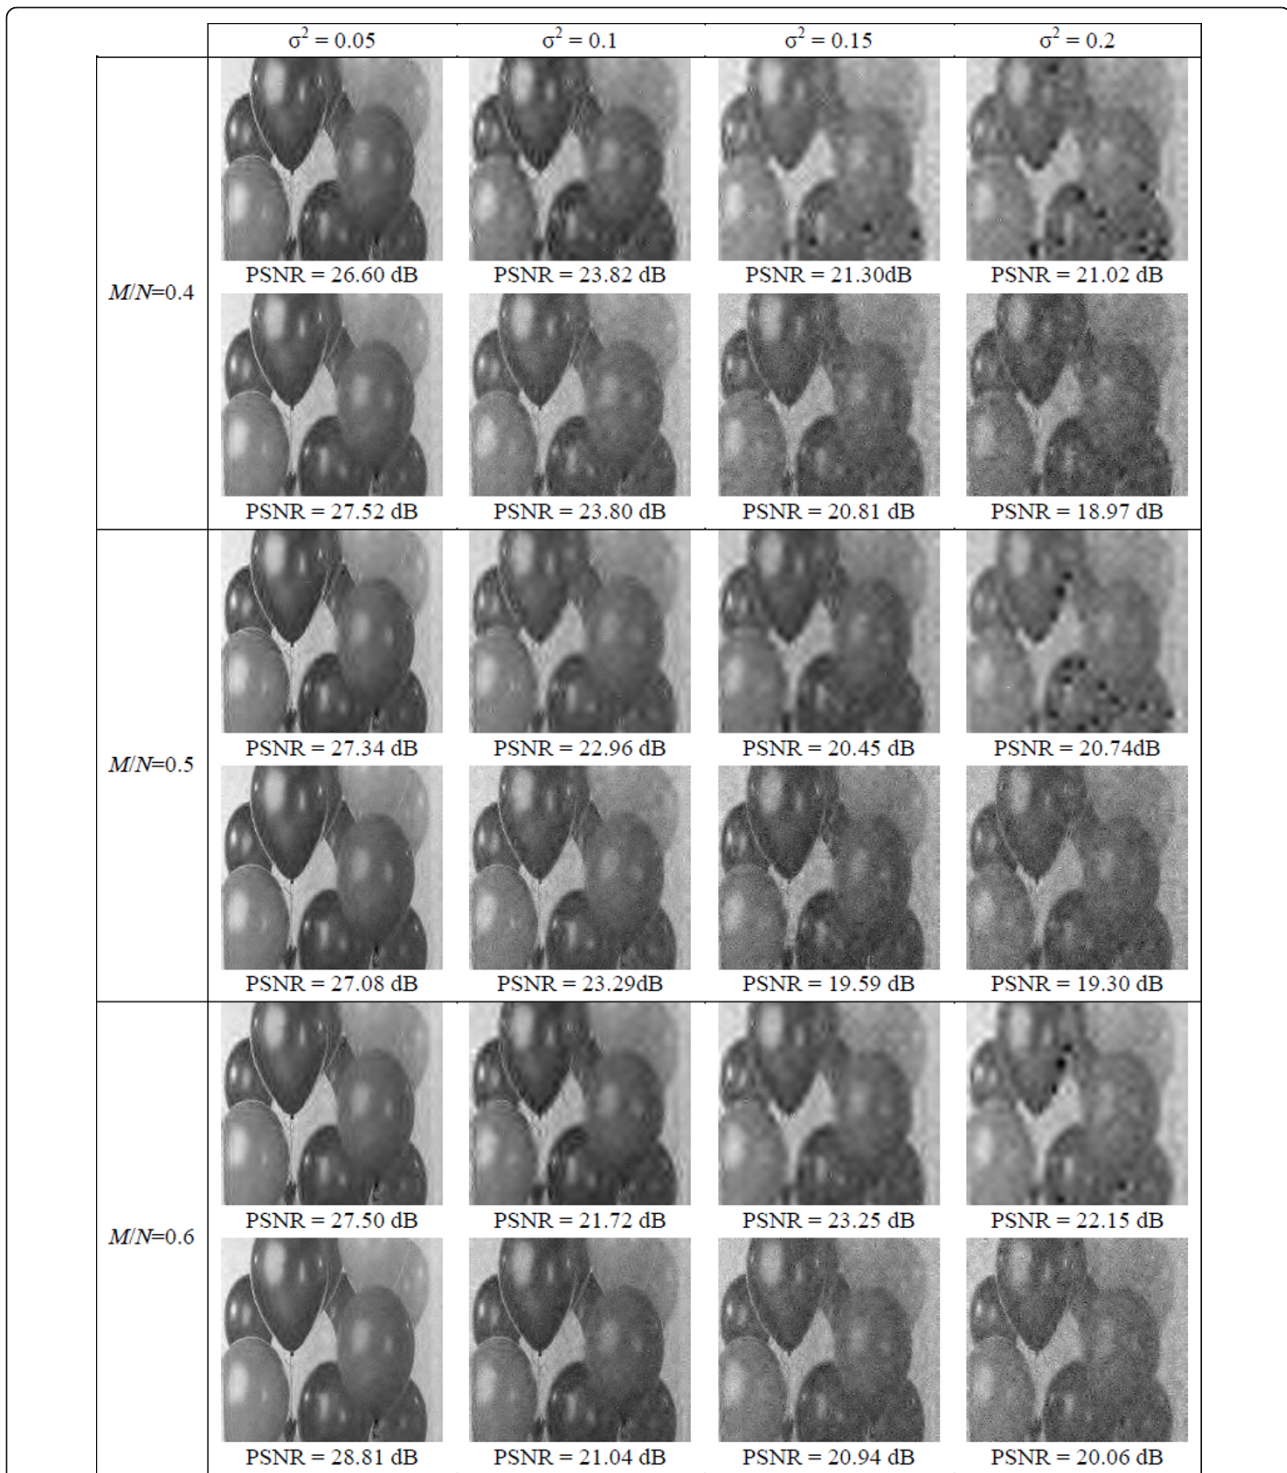 σ² = 0.05 σ² = 0.1 σ² = 0.15 σ² = 0.2
PSNR = 26.60 dB PSNR = 23.82 dB PSNR = 21.30dB PSNR = 21.02 dB
M/N=0.4
PSNR = 27.52 dB PSNR = 23.80 dB PSNR = 20.81 dB PSNR = 18.97 dB
PSNR = 27.34 dB PSNR = 22.96 dB PSNR = 20.45 dB PSNR = 20.74dB
M/N=0.5
PSNR = 27.08 dB PSNR = 23.29dB PSNR = 19.59 dB PSNR = 19.30 dB
PSNR = 27.50 dB PSNR = 21.72 dB PSNR = 23.25 dB PSNR = 22.15 dB
M/N=0.6
PSNR = 28.81 dB PSNR = 21.04 dB PSNR = 20.94 dB PSNR = 20.06 dB